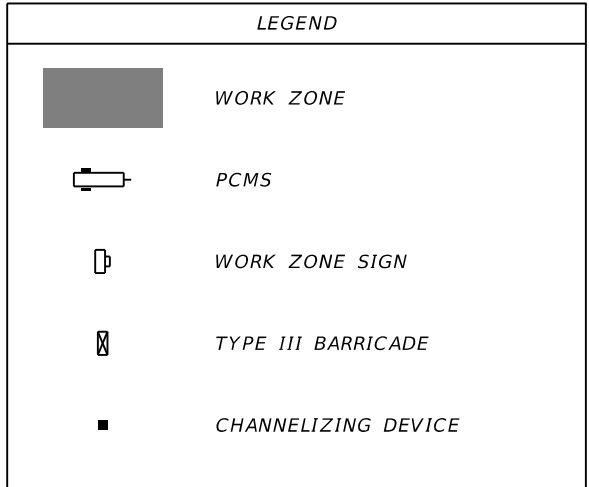 LEGEND
WORK ZONE
PCMS
WORK ZONE SIGN
TYPE III BARRICADE
CHANNELIZING DEVICE